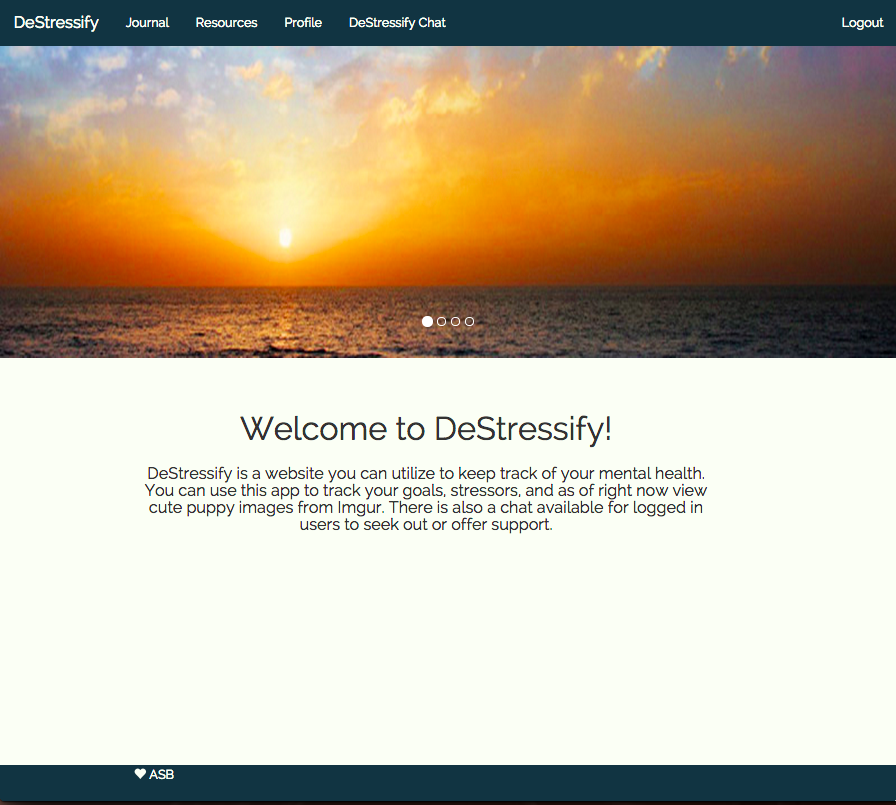 DeStressify Journal Resources Profile DeStressify Chat Logout
Welcome to DeStressify!
DeStressify is a website you can utilize to keep track of your mental health.
You can use this app to track your goals, stressors, and as of right now view
cute puppy images from Imgur. There is also a chat available for logged in
users to seek out or offer support.
ASB